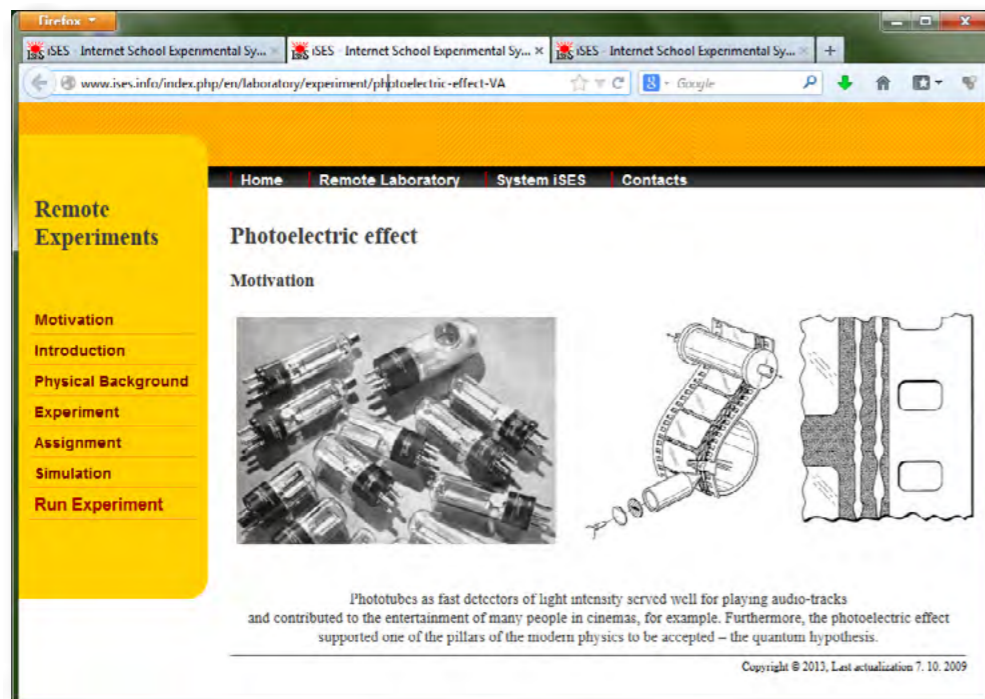 Firefox
iSES - Internet School Experimental Sy... ×
iSES - Internet School Experimental Sy... ×
iSES - Internet School Experimental Sy... × +
www.ises.info/index.php/en/laboratory/experiment/photoelectric-effect-VA
Google
Home Remote Laboratory System iSES Contacts
Remote
Experiments
Motivation
Introduction
Physical Background
Experiment
Assignment
Simulation
Run Experiment
Photoelectric effect
Motivation
Phototubes as fast detectors of light intensity served well for playing audio-tracks
and contributed to the entertainment of many people in cinemas, for example. Furthermore, the photoelectric effect
supported one of the pillars of the modern physics to be accepted – the quantum hypothesis.
Copyright © 2013, Last actualization 7. 10. 2009